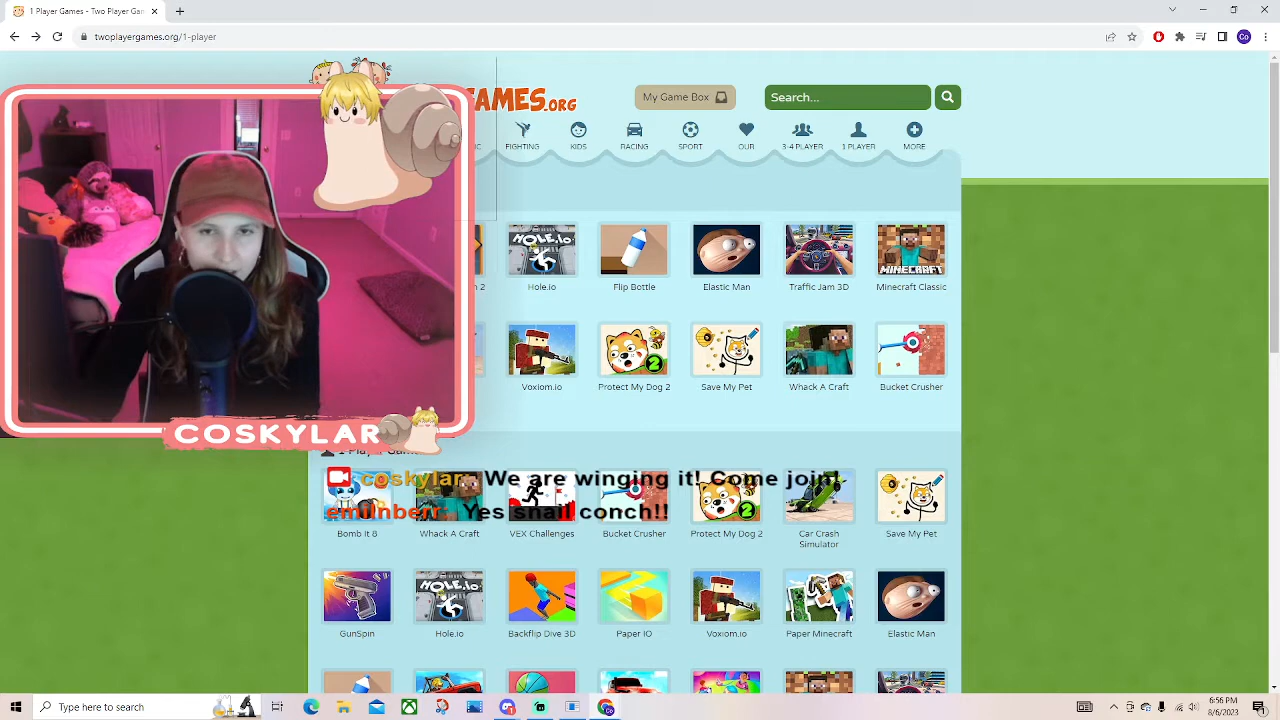 1 Player Games - Two Player Gan
twoplayergames.org/1-player
Co
GAMES.ORG
My Game Box
Search...
FIGHTING
KIDS
RACING
SPORT
OUR
3-4 PLAYER
1 PLAYER
MORE
Hole.io
Flip Bottle
Elastic Man
Traffic Jam 3D
Minecraft Classic
MINECRAFT
Voxiom.io
Protect My Dog 2
Save My Pet
Whack A Craft
Bucket Crusher
COSKYLAR
coskylar: We are winging it! Come join!
emilnberr: Yes snail conch!!
Bomb It 8
Whack A Craft
VEX Challenges
Bucket Crusher
Protect My Dog 2
Car Crash Simulator
Save My Pet
GunSpin
Hole.io
Backflip Dive 3D
Paper IO
Voxiom.io
Paper Minecraft
Elastic Man
Type here to search
6:56 PM
8/6/2023